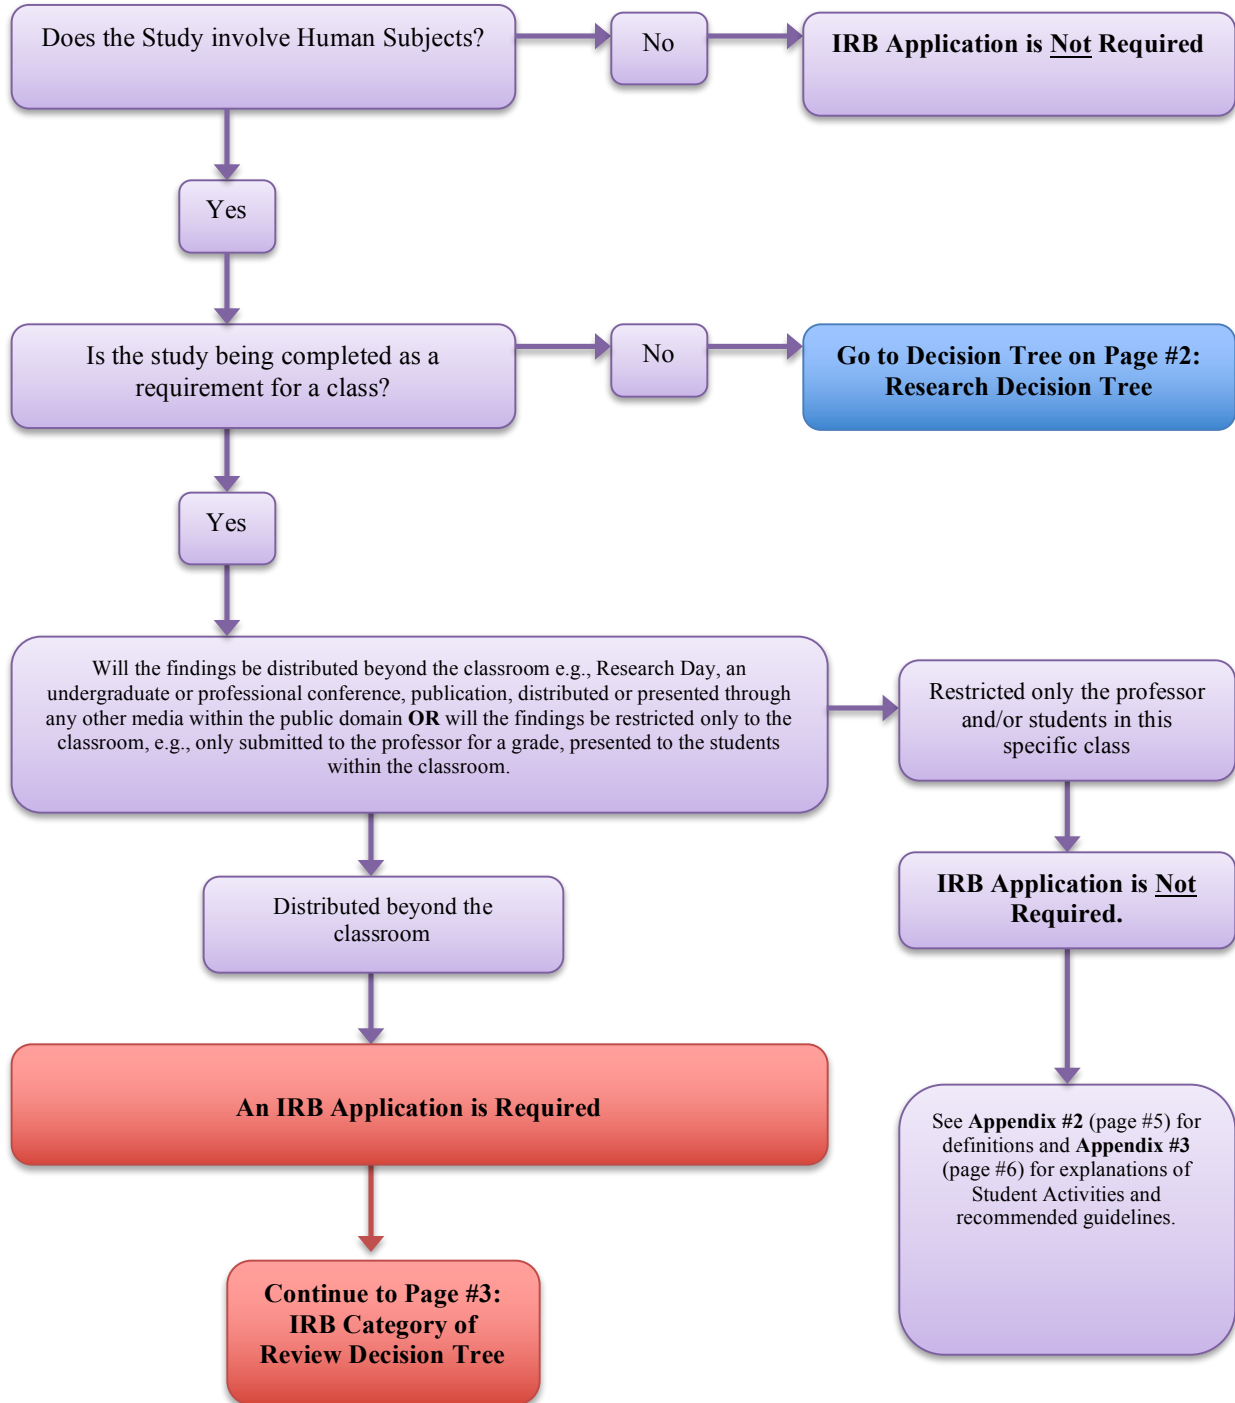 Does the Study involve Human Subjects?
No
IRB Application is Not Required
Yes
Is the study being completed as a
requirement for a class?
No
Go to Decision Tree on Page #2:
Research Decision Tree
Yes
Will the findings be distributed beyond the classroom e.g., Research Day, an
undergraduate or professional conference, publication, distributed or presented through
any other media within the public domain OR will the findings be restricted only to the
classroom, e.g., only submitted to the professor for a grade, presented to the students
within the classroom.
Restricted only the professor
and/or students in this
specific class
IRB Application is Not
Required.
Distributed beyond the
classroom
An IRB Application is Required
See Appendix #2 (page #5) for
definitions and Appendix #3
(page #6) for explanations of
Student Activities and
recommended guidelines.
Continue to Page #3:
IRB Category of
Review Decision Tree